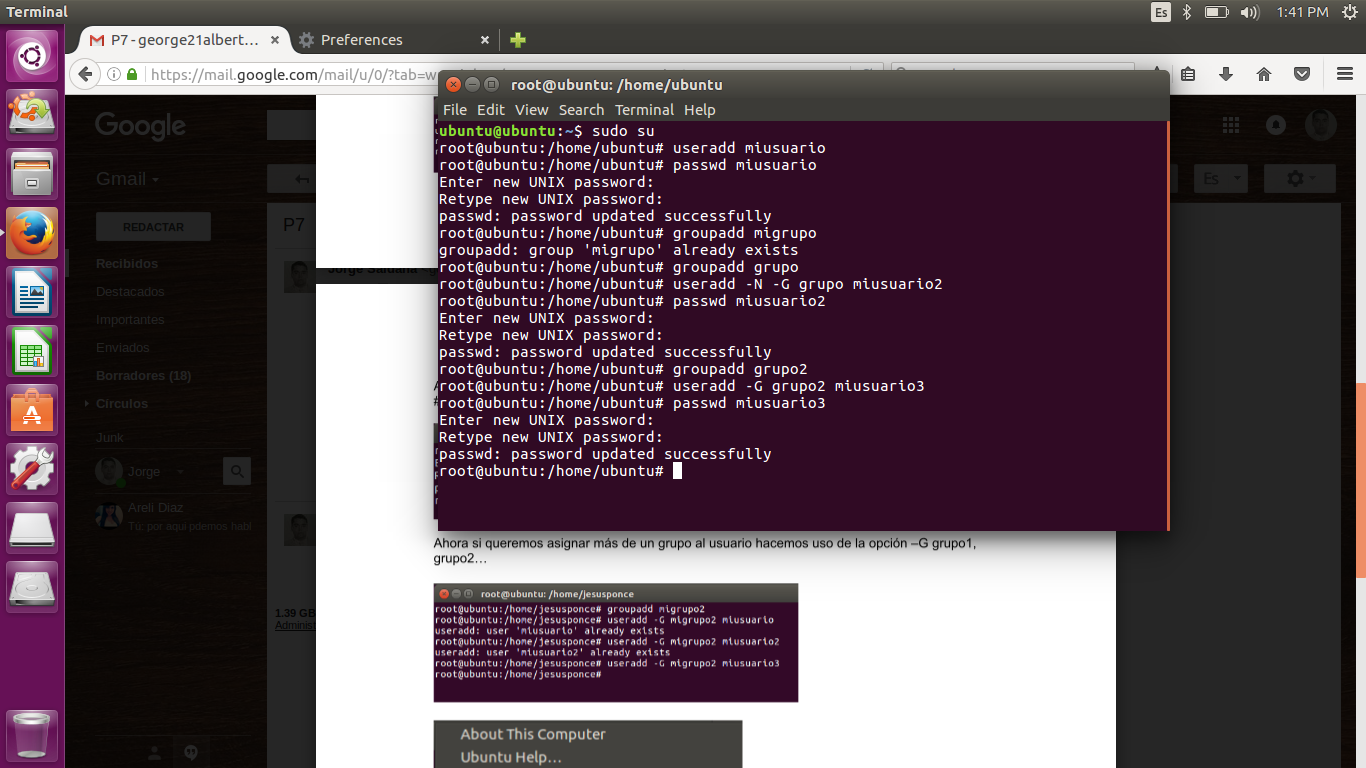 Terminal
Es
1:41 PM
P7 - george21albert...
Preferences
https://mail.google.com/mail/u/0/?tab=w
root@ubuntu: /home/ubuntu
File Edit View Search Terminal Help
ubuntu@ubuntu:~$ sudo su
root@ubuntu:/home/ubuntu# useradd miusuario
root@ubuntu:/home/ubuntu# passwd miusuario
Enter new UNIX password:
Retype new UNIX password:
passwd: password updated successfully
root@ubuntu:/home/ubuntu# groupadd migrupo
groupadd: group 'migrupo' already exists
root@ubuntu:/home/ubuntu# groupadd grupo
root@ubuntu:/home/ubuntu# useradd -N -G grupo miusuario2
root@ubuntu:/home/ubuntu# passwd miusuario2
Enter new UNIX password:
Retype new UNIX password:
passwd: password updated successfully
root@ubuntu:/home/ubuntu# groupadd grupo2
root@ubuntu:/home/ubuntu# useradd -G grupo2 miusuario3
root@ubuntu:/home/ubuntu# passwd miusuario3
Enter new UNIX password:
Retype new UNIX password:
passwd: password updated successfully
root@ubuntu:/home/ubuntu#
Google
Gmail
Es
REDACTAR
P7
Recibidos
Destacados
Importantes
Enviados
Borradores (18)
Círculos
Junk
Jorge
Areli Diaz
Tú: por aqui pdemos habl
1.39 GB
Administ
Ahora si queremos asignar más de un grupo al usuario hacemos uso de la opción –G grupo1,
grupo2…
root@ubuntu: /home/jesusponce
root@ubuntu:/home/jesusponce# groupadd migrupo2
root@ubuntu:/home/jesusponce# useradd -G migrupo2 miusuario
useradd: user 'miusuario' already exists
root@ubuntu:/home/jesusponce# useradd -G migrupo2 miusuario2
useradd: user 'miusuario2' already exists
root@ubuntu:/home/jesusponce# useradd -G migrupo2 miusuario3
root@ubuntu:/home/jesusponce#
About This Computer
Ubuntu Help...